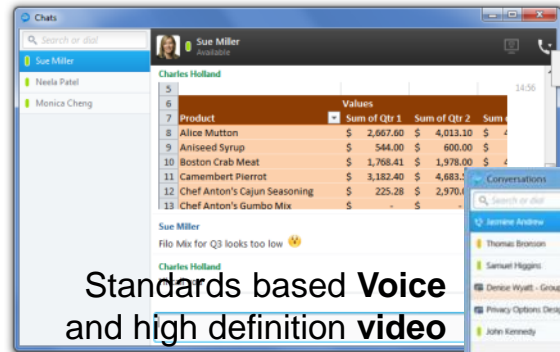 Chats
Search or dial
Sue Miller
Available
Sue Miller
Neela Patel
Monica Cheng
Charles Holland
14:56
5
6 Values
7 Product Sum of Qtr 1 Sum of Qtr 2 Sum
8 Alice Mutton $ 2,667.60 $ 4,013.10 $
9 Aniseed Syrup $ 544.00 $ 600.00 $
10 Boston Crab Meat $ 1,768.41 $ 1,978.00 $
11 Camembert Pierrot $ 3,182.40 $ 4,683.
12 Chef Anton's Cajun Seasoning $ 225.28 $ 2,970.
13 Chef Anton's Gumbo Mix $ - $
Conversations
Search or dial
Jasmine Andrew
Thomas Bronson
Samuel Higgins
Denise Wyatt - Group
Privacy Options Desig
John Kennedy
Sue Miller
Filo Mix for Q3 looks too low
Charles Holland
Standards based Voice
and high definition video